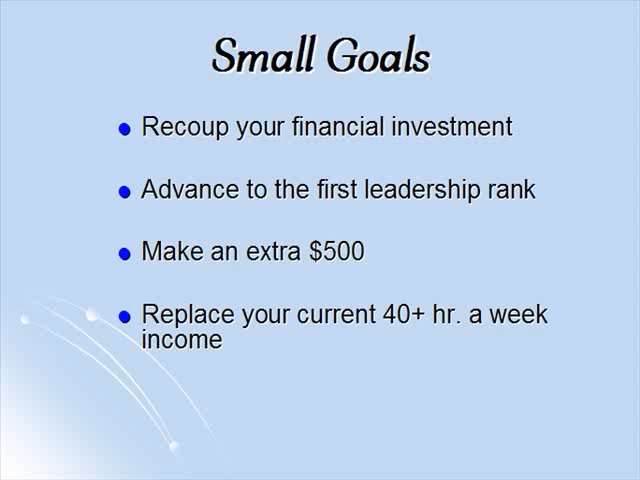 Small Goals
Recoup your financial investment
Advance to the first leadership rank
Make an extra $500
Replace your current 40+ hr. a week
income